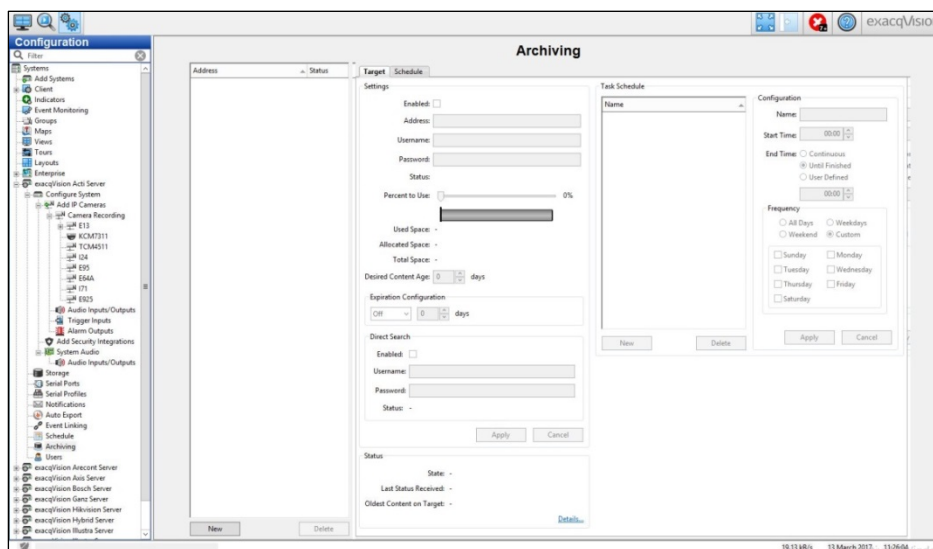 exacqVision
Configuration
Filter
Systems
Add Systems
Client
Indicators
Event Monitoring
Groups
Maps
Views
Tours
Layouts
Enterprise
exacqVision Acti Server
Configure System
Add IP Cameras
Camera Recording
E13
KCM7311
TCM4511
I24
E95
E64A
I71
E925
Audio Inputs/Outputs
Trigger Inputs
Alarm Outputs
Add Security Integrations
System Audio
Audio Inputs/Outputs
Storage
Serial Ports
Serial Profiles
Notifications
Auto Export
Event Linking
Schedule
Archiving
Users
exacqVision Arecont Server
exacqVision Axis Server
exacqVision Bosch Server
exacqVision Ganz Server
exacqVision Hikvision Server
exacqVision Hybrid Server
exacqVision Illustra Server
Archiving
Address Status
New Delete
Target Schedule
Settings
Enabled:
Address:
Username:
Password:
Status:
Percent to Use: 0%
Used Space: -
Allocated Space: -
Total Space: -
Desired Content Age: 0 days
Expiration Configuration
Off 0 days
Direct Search
Enabled:
Username:
Password:
Status: -
Apply Cancel
Status
State: -
Last Status Received: -
Oldest Content on Target: -
Details...
Task Schedule
Name
New Delete
Configuration
Name:
Start Time: 00:00
End Time: Continuous
Until Finished
User Defined
00:00
Frequency
All Days Weekdays
Weekend Custom
Sunday Monday
Tuesday Wednesday
Thursday Friday
Saturday
Apply Cancel
19.13 kB/s 13 March 2017 11:26:04